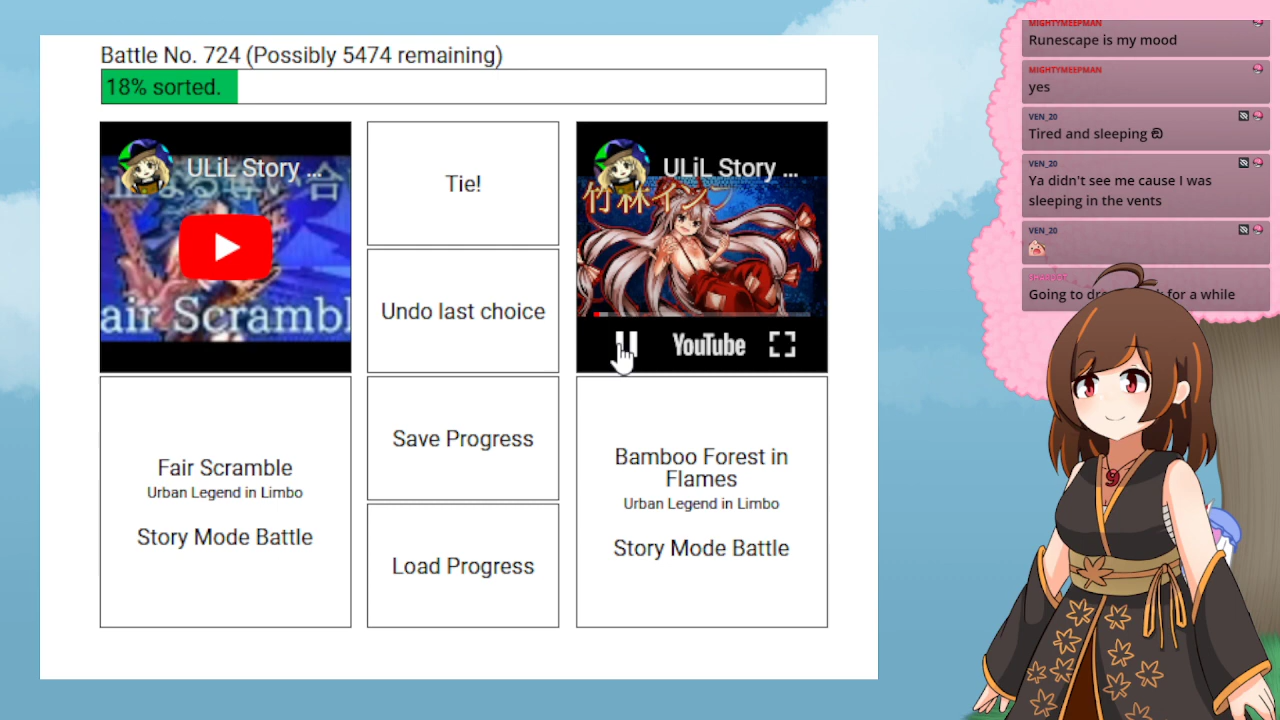 Battle No. 724 (Possibly 5474 remaining)
18% sorted.
ULiL Story ...
air Scrambl
Tie!
Undo last choice
Save Progress
Load Progress
ULiL Story ...
竹林イン
YouTube
Fair Scramble
Urban Legend in Limbo
Story Mode Battle
Bamboo Forest in
Flames
Urban Legend in Limbo
Story Mode Battle
MIGHTYMEEPMAN
Runescape is my mood
MIGHTYMEEPMAN
yes
VEN_20
Tired and sleeping
VEN_20
Ya didn't see me cause I was
sleeping in the vents
VEN_20
Going to for a while
9